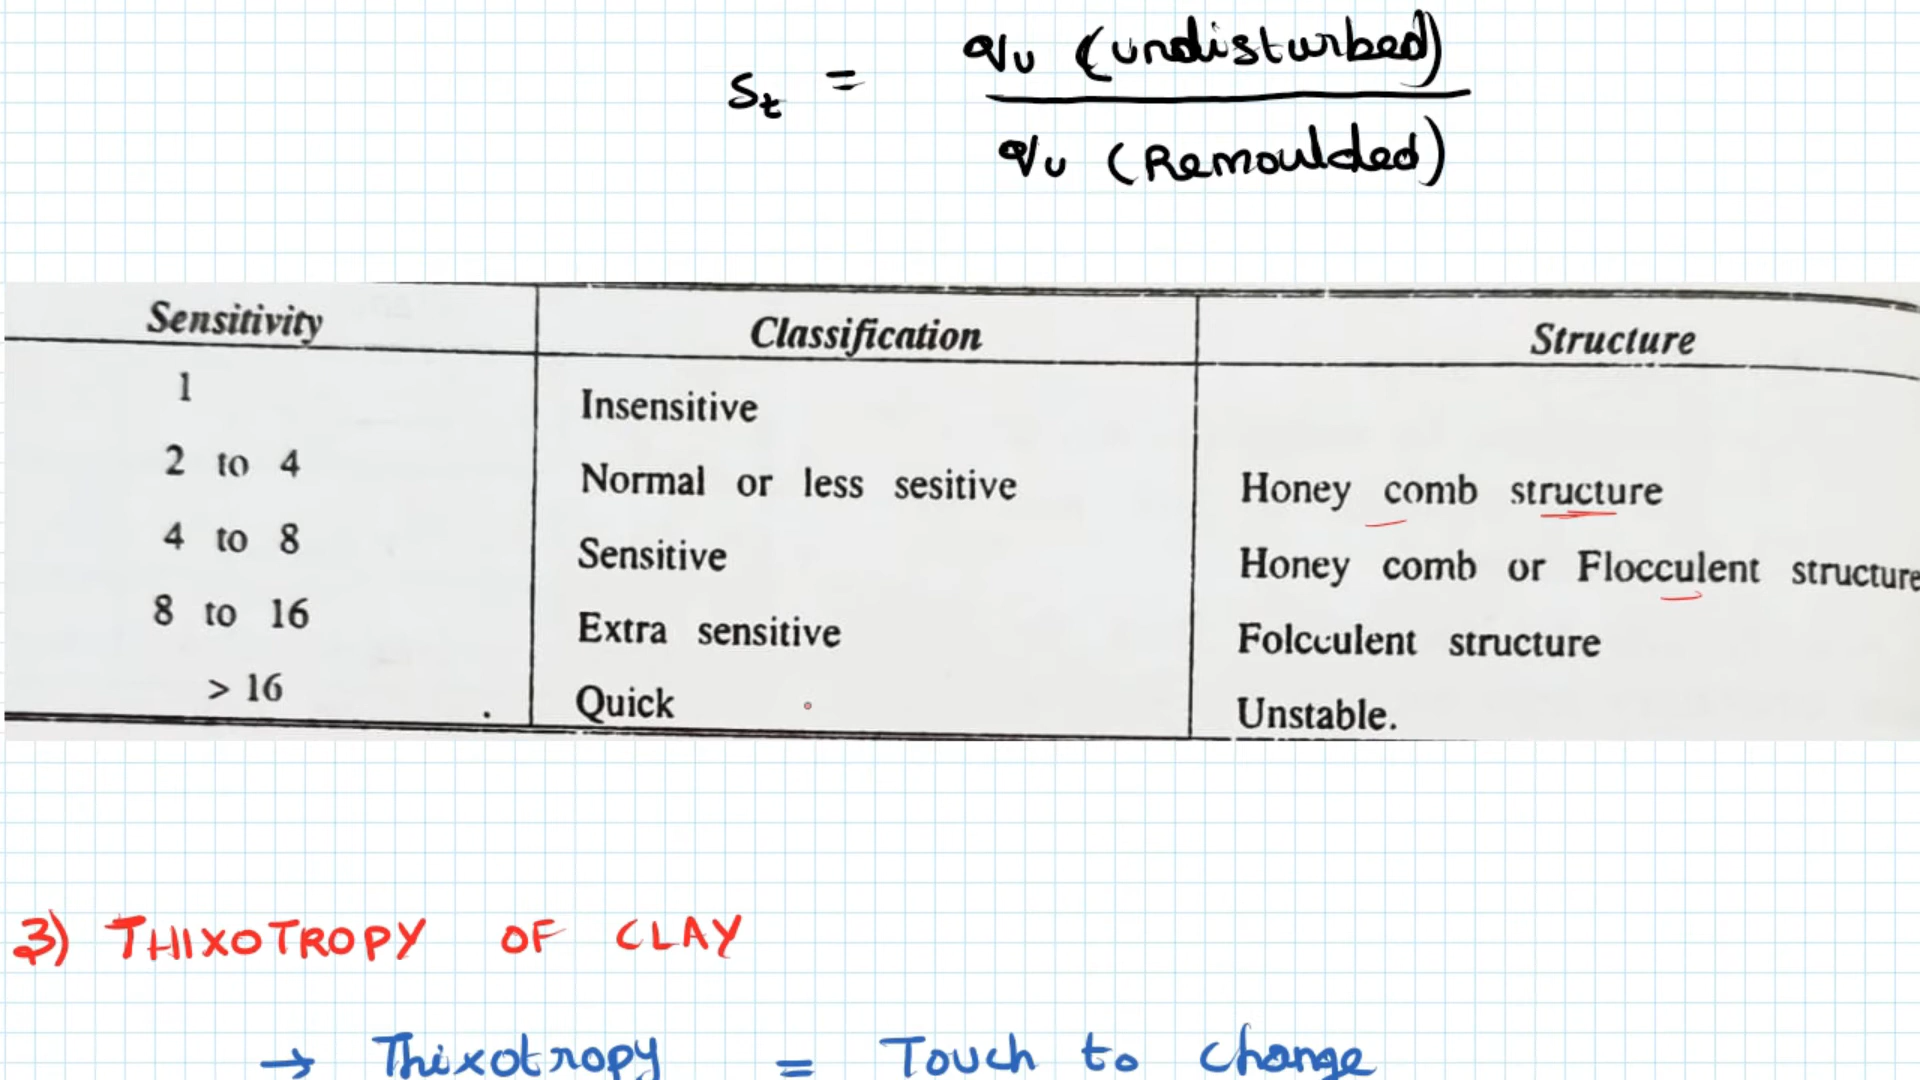 St = qu (undisturbed)
qu (Remoulded)
Sensitivity Classification Structure
1 Insensitive
2 to 4 Normal or less sesitive Honey comb structure
4 to 8 Sensitive Honey comb or Flocculent structure
8 to 16 Extra sensitive Folcculent structure
> 16 Quick Unstable.
3) THIXOTROPY OF CLAY
→ Thixotropy = Touch to change